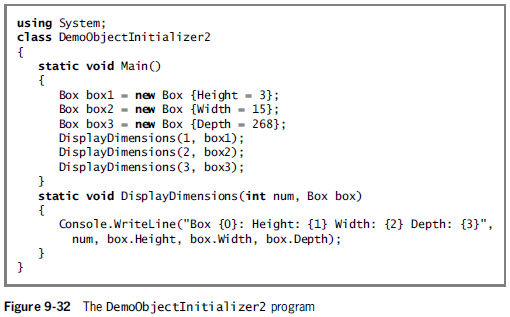 using System;
class DemoObjectInitializer2
{
   static void Main()
   {
      Box box1 = new Box {Height = 3};
      Box box2 = new Box {Width = 15};
      Box box3 = new Box {Depth = 268};
      DisplayDimensions(1, box1);
      DisplayDimensions(2, box2);
      DisplayDimensions(3, box3);
   }
   static void DisplayDimensions(int num, Box box)
   {
      Console.WriteLine("Box {0}: Height: {1} Width: {2} Depth: {3}",
        num, box.Height, box.Width, box.Depth);
   }
}
Figure 9-32 The DemoObjectInitializer2 program